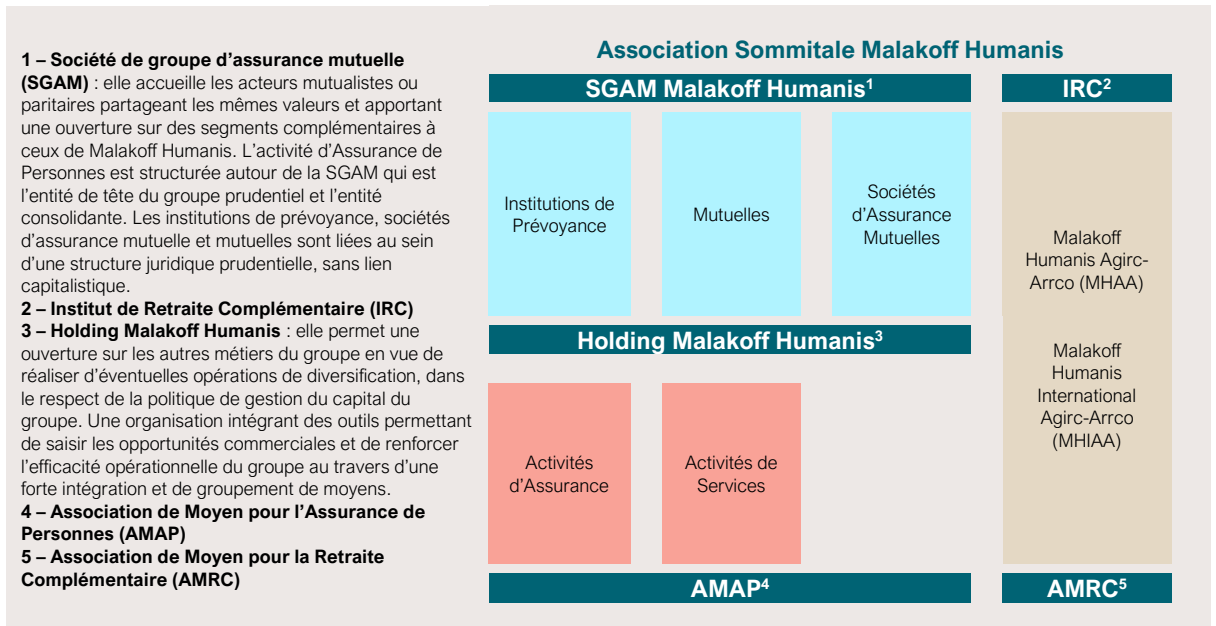 1 – Société de groupe d’assurance mutuelle
(SGAM) : elle accueille les acteurs mutualistes ou
paritaires partageant les mêmes valeurs et apportant
une ouverture sur des segments complémentaires à
ceux de Malakoff Humanis. L’activité d’Assurance de
Personnes est structurée autour de la SGAM qui est
l’entité de tête du groupe prudentiel et l’entité
consolidante. Les institutions de prévoyance, sociétés
d’assurance mutuelle et mutuelles sont liées au sein
d’une structure juridique prudentielle, sans lien
capitalistique.
2 – Institut de Retraite Complémentaire (IRC)
3 – Holding Malakoff Humanis : elle permet une
ouverture sur les autres métiers du groupe en vue de
réaliser d’éventuelles opérations de diversification, dans
le respect de la politique de gestion du capital du
groupe. Une organisation intégrant des outils permettant
de saisir les opportunités commerciales et de renforcer
l’efficacité opérationnelle du groupe au travers d’une
forte intégration et de groupement de moyens.
4 – Association de Moyen pour l’Assurance de
Personnes (AMAP)
5 – Association de Moyen pour la Retraite
Complémentaire (AMRC)
Association Sommitale Malakoff Humanis
SGAM Malakoff Humanis¹
IRC²
Institutions de
Prévoyance
Mutuelles
Sociétés
d’Assurance
Mutuelles
Malakoff
Humanis Agirc-
Arrco (MHAA)
Holding Malakoff Humanis³
Malakoff
Humanis
International
Agirc-Arrco
(MHIAA)
Activités
d’Assurance
Activités de
Services
AMAP⁴
AMRC⁵